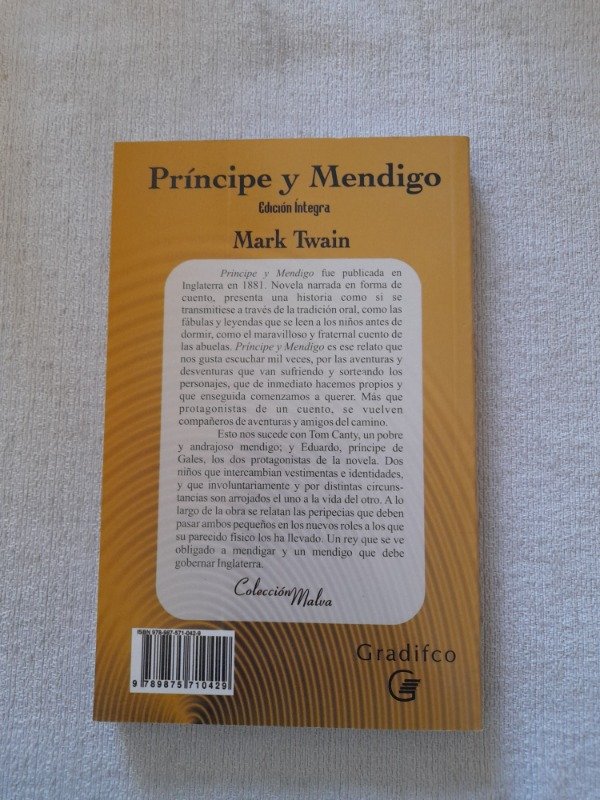 Príncipe y Mendigo
Edición Íntegra
Mark Twain
Príncipe y Mendigo fue publicada en
Inglaterra en 1881. Novela narrada en forma de
cuento, presenta una historia como si se
transmitiese a través de la tradición oral, como las
fábulas y leyendas que se leen a los niños antes de
dormir, como el maravilloso y fraternal cuento de
las abuelas. Príncipe y Mendigo es ese relato que
nos gusta escuchar mil veces, por las aventuras y
desventuras que van sufriendo y sorteando los
personajes, que de inmediato hacemos propios y
que enseguida comenzamos a querer. Más que
protagonistas de un cuento, se vuelven
compañeros de aventuras y amigos del camino.
Esto nos sucede con Tom Canty, un pobre
y andrajoso mendigo; y Eduardo, príncipe de
Gales, los dos protagonistas de la novela. Dos
niños que intercambian vestimentas e identidades,
y que involuntariamente y por distintas circuns-
tancias son arrojados el uno a la vida del otro. A lo
largo de la obra se relatan las peripecias que deben
pasar ambos pequeños en los nuevos roles a los que
su parecido físico los ha llevado. Un rey que se ve
obligado a mendigar y un mendigo que debe
gobernar Inglaterra.
Colección Malva
ISBN 978-987-571-042-9
9 789875 710429
Gradifco